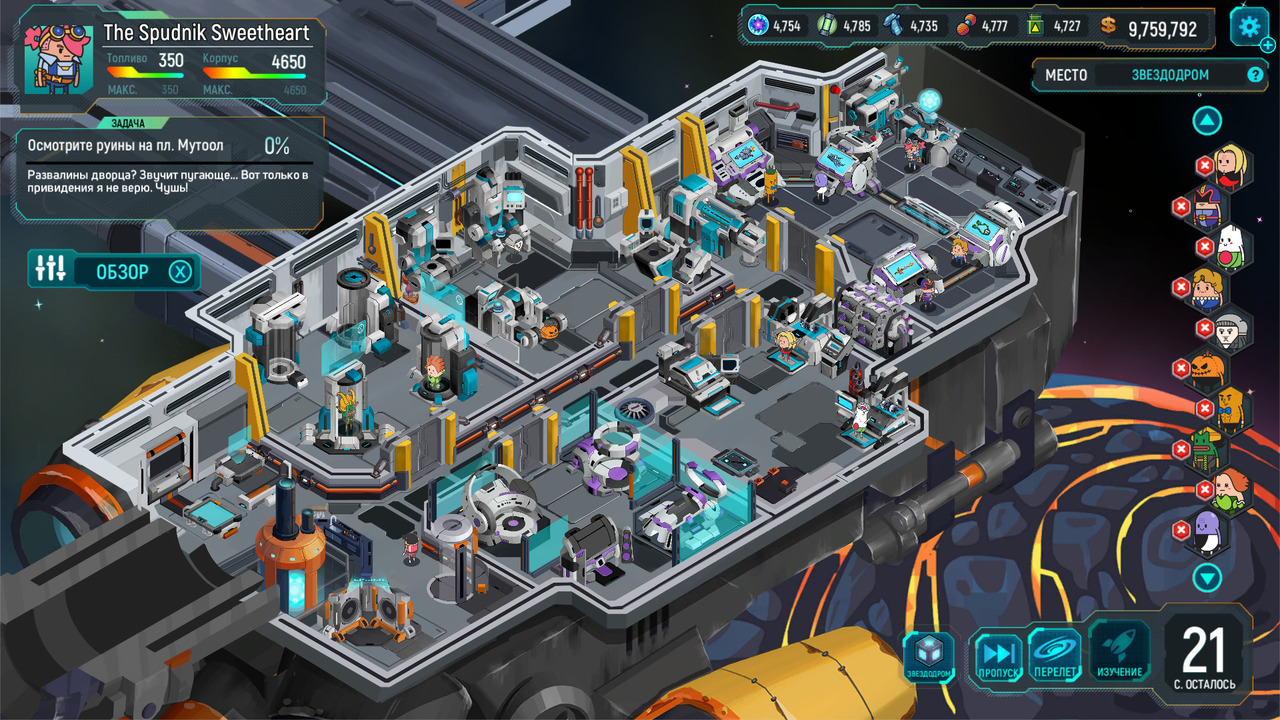 The Spudnik Sweetheart
Топливо 350 Корпус 4650
МАКС. 350 МАКС. 4650
ЗАДАЧА
Осмотрите руины на пл. Мутоол 0%
Развалины дворца? Звучит пугающе... Вот только в
привидения я не верю. Чушь!
ОБЗОР X
4,754 4,785 4,735 4,777 4,727 $ 9,759,792
МЕСТО ЗВЕЗДОДРОМ ?
ЗВЕЗДОДРОМ ПРОПУСК ПЕРЕЛЕТ ИЗУЧЕНИЕ
21
С. ОСТАЛОСЬ